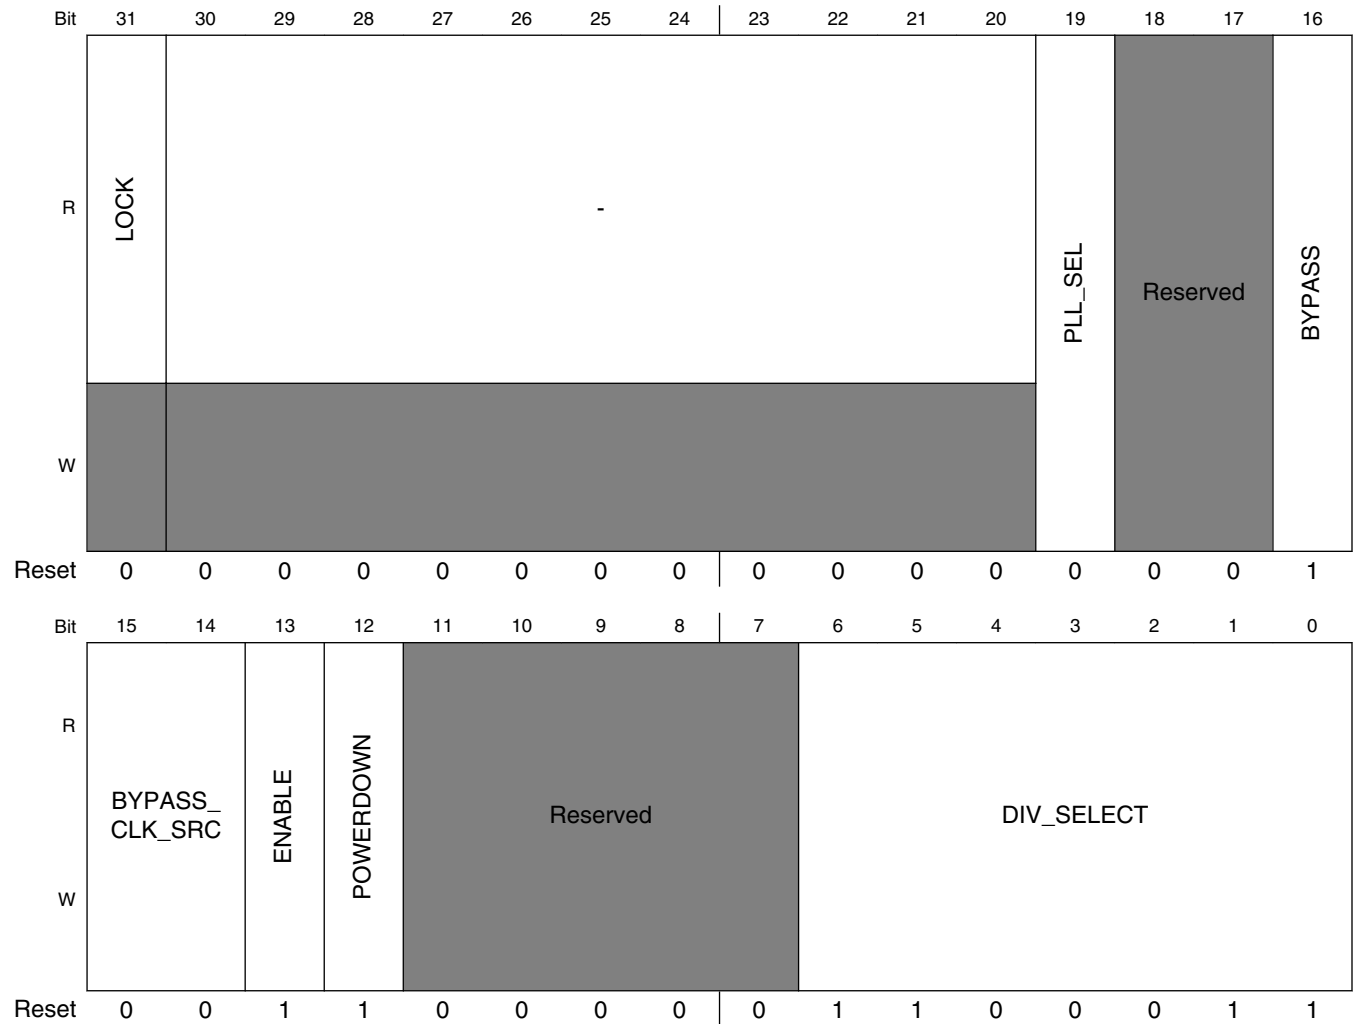 Bit 31 30 29 28 27 26 25 24 23 22 21 20 19 18 17 16
R LOCK - PLL_SEL Reserved BYPASS
W
Reset 0 0 0 0 0 0 0 0 0 0 0 0 0 0 0 1
Bit 15 14 13 12 11 10 9 8 7 6 5 4 3 2 1 0
R
BYPASS_
CLK_SRC ENABLE POWERDOWN Reserved DIV_SELECT
W
Reset 0 0 1 1 0 0 0 0 0 1 1 0 0 0 1 1